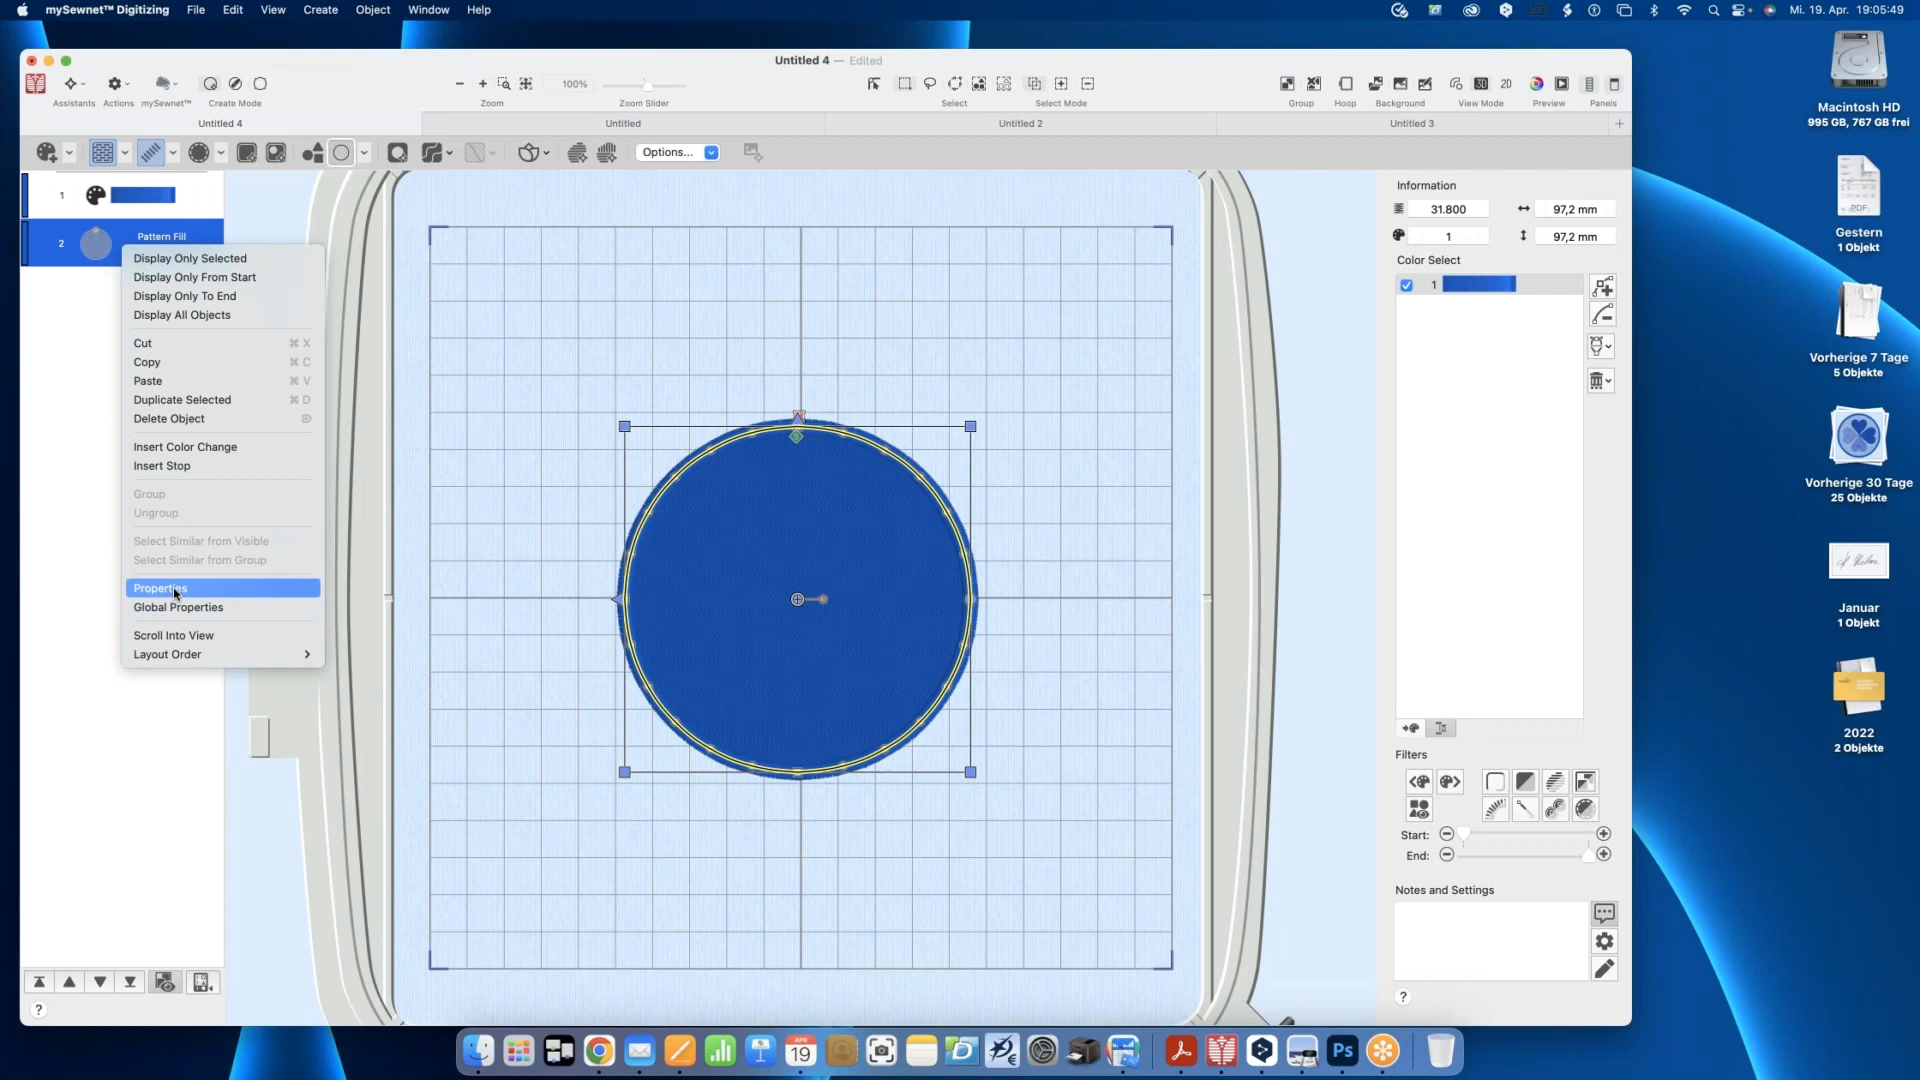 mySewnet™ Digitizing File Edit View Create Object Window Help
Mi. 19. Apr. 19:05:49
Untitled 4 — Edited
100%
Assistants Actions mySewnet™ Create Mode Zoom Zoom Slider Select Select Mode Group Hoop Background View Mode Preview Panels
3D 2D
Untitled 4 Untitled Untitled 2 Untitled 3
Options...
1
2 Pattern Fill
Display Only Selected
Display Only From Start
Display Only To End
Display All Objects
Cut ⌘ X
Copy ⌘ C
Paste ⌘ V
Duplicate Selected ⌘ D
Delete Object
Insert Color Change
Insert Stop
Group
Ungroup
Select Similar from Visible
Select Similar from Group
Properties
Global Properties
Scroll Into View
Layout Order
?
Information
31.800 97,2 mm
1 97,2 mm
Color Select
1
Filters
Start:
End:
Notes and Settings
?
Macintosh HD
995 GB, 767 GB frei
PDF
Gestern
1 Objekt
Vorherige 7 Tage
5 Objekte
Vorherige 30 Tage
25 Objekte
Januar
1 Objekt
2022
2 Objekte
APR
19
Ps